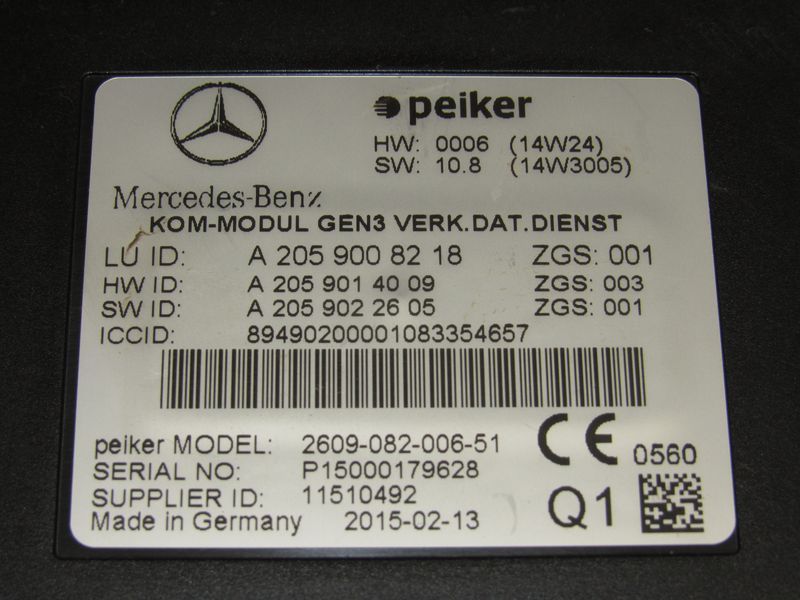 peiker
HW: 0006 (14W24)
SW: 10.8 (14W3005)
Mercedes-Benz
KOM-MODUL GEN3 VERK.DAT.DIENST
LU ID: A 205 900 82 18 ZGS: 001
HW ID: A 205 901 40 09 ZGS: 003
SW ID: A 205 902 26 05 ZGS: 001
ICCID: 89490200001083354657
peiker MODEL: 2609-082-006-51
CE 0560
SERIAL NO: P15000179628
SUPPLIER ID: 11510492
Made in Germany 2015-02-13
Q1